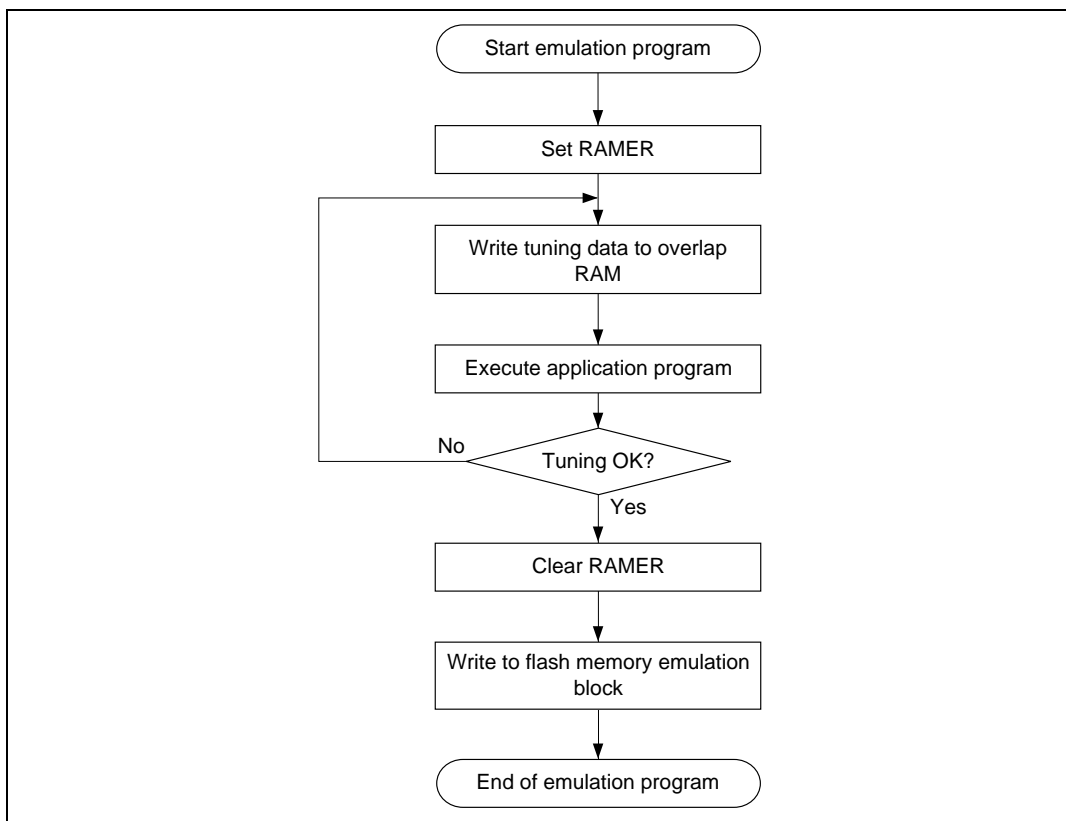 Start emulation program
Set RAMER
Write tuning data to overlap
RAM
Execute application program
No
Tuning OK?
Yes
Clear RAMER
Write to flash memory emulation
block
End of emulation program